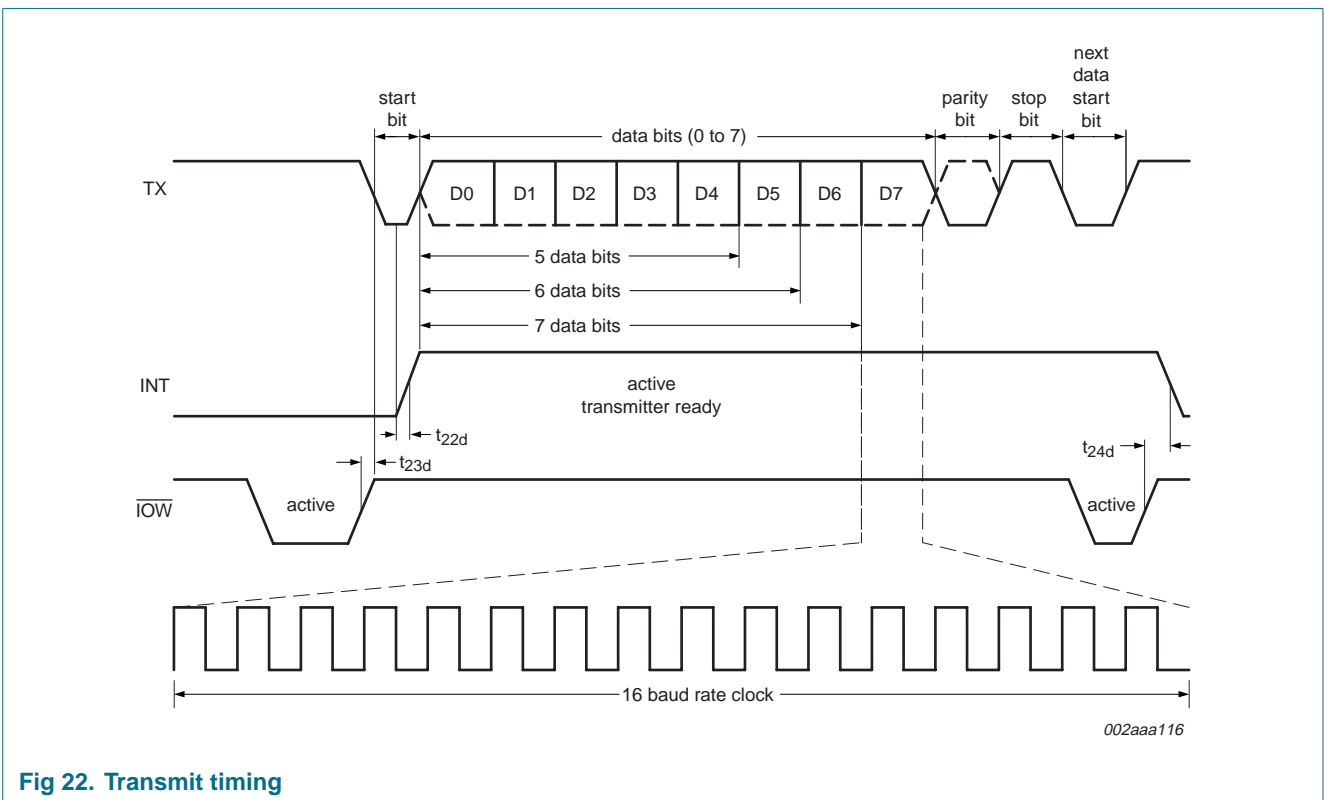 next
data
start
bit
start
bit
parity
bit
stop
bit
data bits (0 to 7)
TX
D0 D1 D2 D3 D4 D5 D6 D7
5 data bits
6 data bits
7 data bits
INT
active
transmitter ready
t22d
t23d
t24d
IOW
active
active
16 baud rate clock
002aaa116
Fig 22. Transmit timing